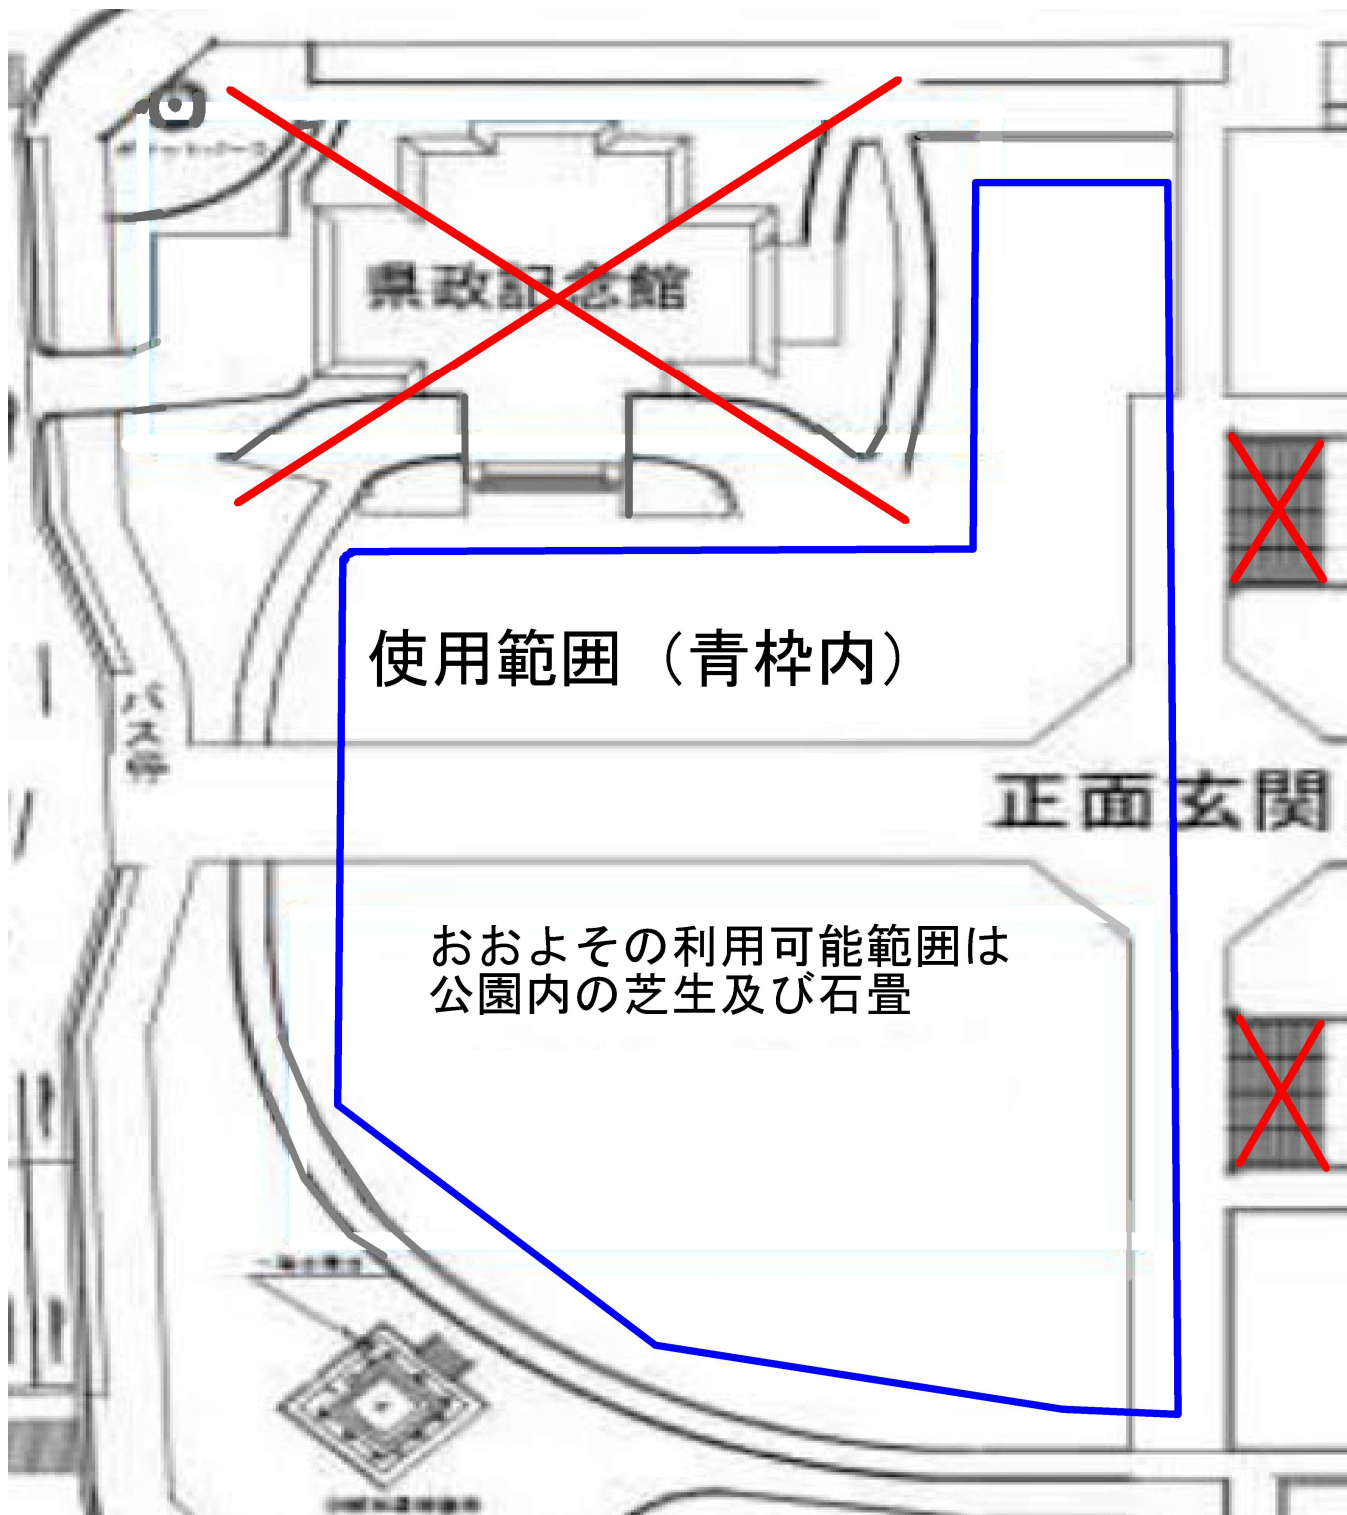 県政記念館
使用範囲（青枠内）
バス停
正面玄関
おおよその利用可能範囲は
公園内の芝生及び石畳